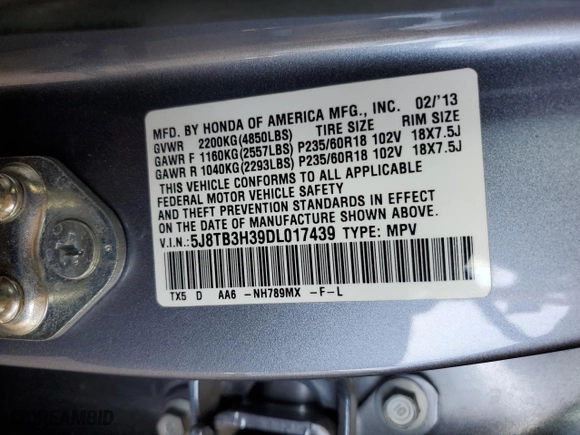 MFD. BY HONDA OF AMERICA MFG., INC. 02/'13
GVWR 2200KG(4850LBS) TIRE SIZE RIM SIZE
GAWR F 1160KG(2557LBS) P235/60R18 102V 18X7.5J
GAWR R 1040KG(2293LBS) P235/60R18 102V 18X7.5J
THIS VEHICLE CONFORMS TO ALL APPLICABLE
FEDERAL MOTOR VEHICLE SAFETY
AND THEFT PREVENTION STANDARDS IN EFFECT
ON THE DATE OF MANUFACTURE SHOWN ABOVE.
V.I.N.: 5J8TB3H39DL017439 TYPE: MPV
TX5 D AA6 -NH789MX -F-L